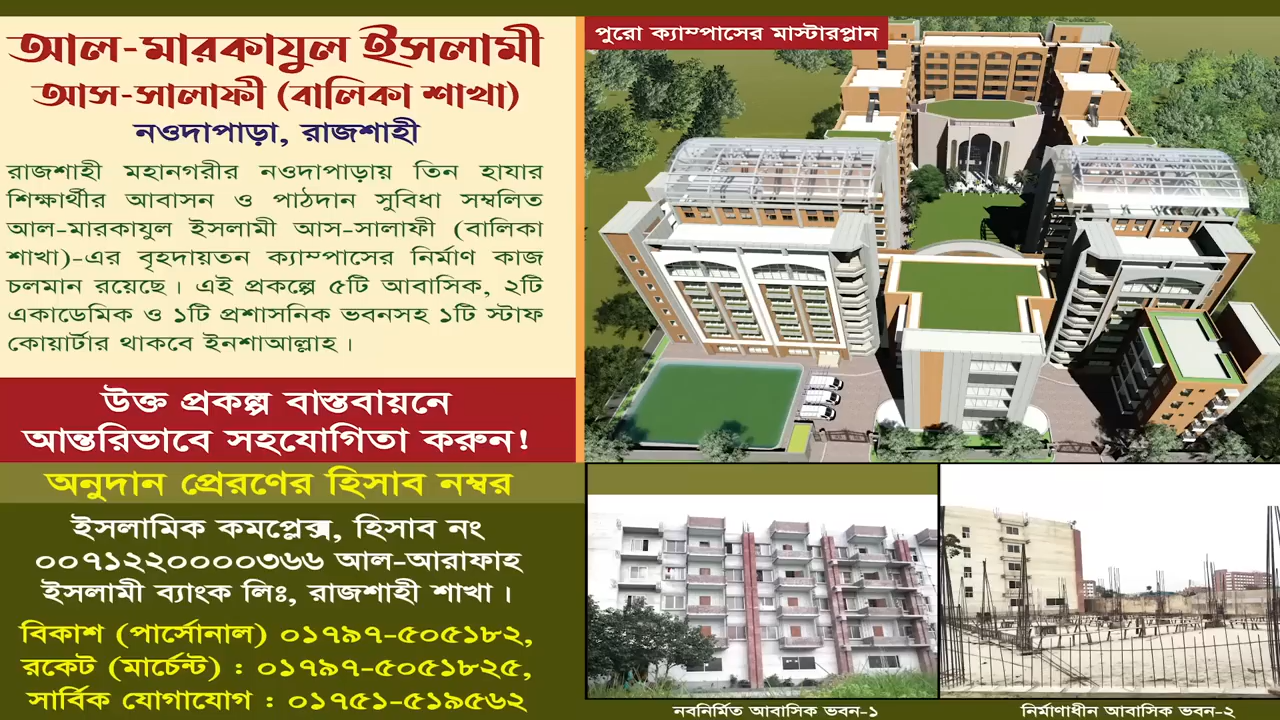 আল-মারকাযুল ইসলামী
আস-সালাফী (বালিকা শাখা)
নওদাপাড়া, রাজশাহী
রাজশাহী মহানগরীর নওদাপাড়ায় তিন হাযার
শিক্ষার্থীর আবাসন ও পাঠদান সুবিধা সম্বলিত
আল-মারকাযুল ইসলামী আস-সালাফী (বালিকা
শাখা)-এর বৃহদায়তন ক্যাম্পাসের নির্মাণ কাজ
চলমান রয়েছে। এই প্রকল্পে ৫টি আবাসিক, ২টি
একাডেমিক ও ১টি প্রশাসনিক ভবনসহ ১টি স্টাফ
কোয়ার্টার থাকবে ইনশাআল্লাহ।
উক্ত প্রকল্প বাস্তবায়নে
আন্তরিভাবে সহযোগিতা করুন!
অনুদান প্রেরণের হিসাব নম্বর
ইসলামিক কমপ্লেক্স, হিসাব নং
০০৭১২২০০০০৩৬৬ আল-আরাফাহ
ইসলামী ব্যাংক লিঃ, রাজশাহী শাখা।
বিকাশ (পার্সোনাল) ০১৭৯৭-৫০৫১৮২,
রকেট (মার্চেন্ট) : ০১৭৯৭-৫০৫১৮২৫,
সার্বিক যোগাযোগ : ০১৭৫১-৫১৯৫৬২
পুরো ক্যাম্পাসের মাস্টারপ্লান
নবনির্মিত আবাসিক ভবন-১
নির্মাণাধীন আবাসিক ভবন-২